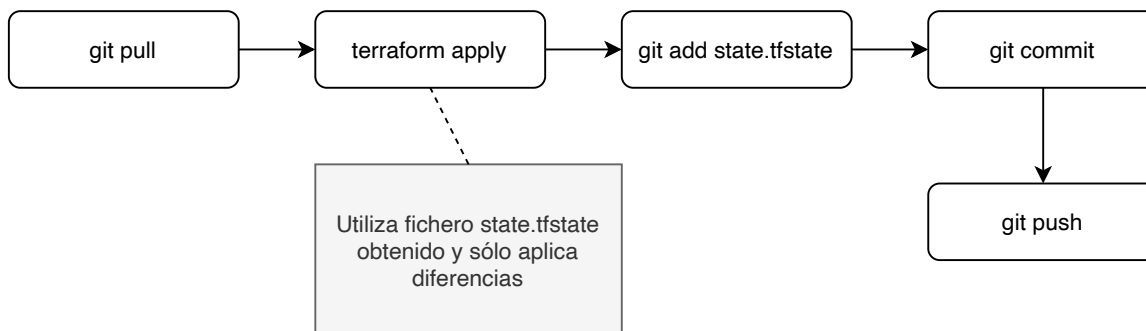 git pull
terraform apply
git add state.tfstate
git commit
Utiliza fichero state.tfstate
obtenido y sólo aplica
diferencias
git push